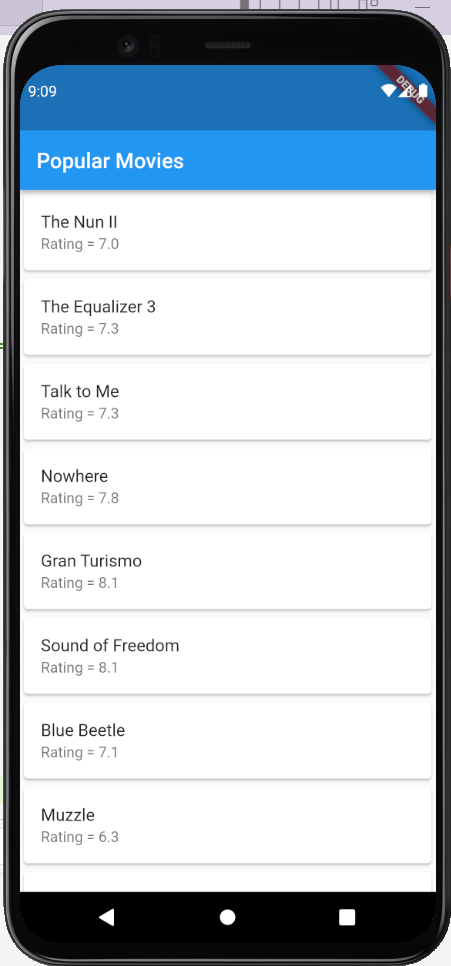 9:09
DEBUG
Popular Movies
The Nun II
Rating = 7.0
The Equalizer 3
Rating = 7.3
Talk to Me
Rating = 7.3
Nowhere
Rating = 7.8
Gran Turismo
Rating = 8.1
Sound of Freedom
Rating = 8.1
Blue Beetle
Rating = 7.1
Muzzle
Rating = 6.3